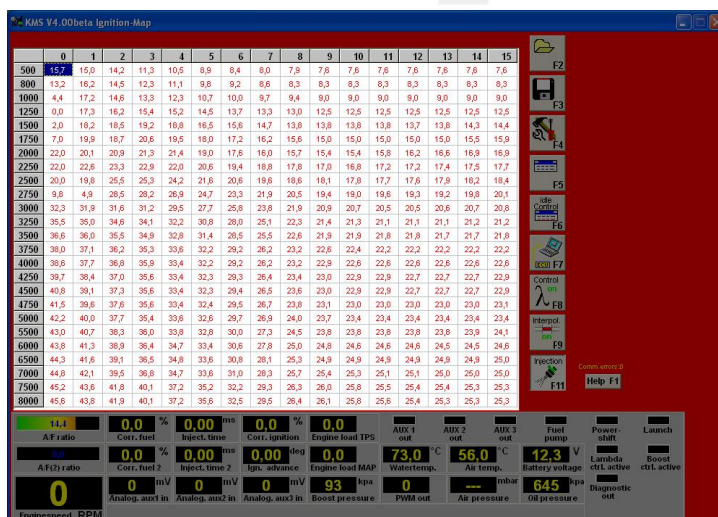 KMS V4.00beta Ignition-Map
0 1 2 3 4 5 6 7 8 9 10 11 12 13 14 15
500 15,7 15,0 14,2 11,3 10,5 8,9 8,4 8,0 7,9 7,6 7,6 7,6 7,6 7,6 7,6 7,6
800 13,2 16,2 14,5 12,3 11,1 9,8 9,2 8,6 8,3 8,3 8,3 8,3 8,3 8,3 8,3 8,3
1000 4,4 17,2 14,6 13,3 12,3 10,7 10,0 9,7 9,4 9,0 9,0 9,0 9,0 9,0 9,0 9,0
1250 0,0 17,3 16,2 15,4 15,2 14,5 13,7 13,3 13,0 12,5 12,5 12,5 12,5 12,5 12,5 12,5
1500 2,0 18,2 18,5 19,2 18,8 16,5 15,6 14,7 13,8 13,8 13,8 13,8 13,7 13,8 14,3 14,4
1750 7,0 19,9 18,7 20,6 19,5 18,0 17,2 16,2 15,6 15,0 15,0 15,0 15,0 15,5 15,5 15,9
2000 22,0 20,1 20,9 21,3 21,4 19,0 17,6 16,0 15,7 15,4 15,4 15,8 16,2 16,6 16,9 16,9
2250 22,0 22,6 23,3 22,9 22,0 20,6 19,4 18,8 17,8 17,0 16,8 17,2 17,2 17,4 17,5 17,7
2500 20,0 19,8 25,5 25,3 24,2 21,6 20,6 19,6 18,6 18,1 17,8 17,7 17,6 17,9 18,2 18,4
2750 9,8 4,9 28,5 28,2 26,9 24,7 23,3 21,9 20,5 19,4 19,0 19,6 19,3 19,2 19,8 20,1
3000 32,3 31,9 31,6 31,2 29,5 27,7 25,8 23,8 21,9 20,9 20,7 20,5 20,5 20,6 20,7 20,8
3250 35,5 35,0 34,6 34,1 32,2 30,8 28,0 25,1 22,3 21,4 21,3 21,1 21,1 21,1 21,2 21,2
3500 36,6 36,0 35,5 34,9 32,8 31,4 28,5 25,5 22,6 21,9 21,9 21,8 21,8 21,7 21,7 21,8
3750 38,0 37,1 36,2 35,3 33,6 32,2 29,2 26,2 23,2 22,6 22,4 22,2 22,2 22,2 22,2 22,2
4000 38,6 37,7 36,8 35,9 33,4 32,2 29,2 26,2 23,2 22,9 22,6 22,6 22,6 22,6 22,6 22,6
4250 39,7 38,4 37,0 35,6 33,4 32,3 29,3 26,4 23,4 23,0 22,9 22,9 22,7 22,7 22,7 22,9
4500 40,8 39,1 37,3 35,6 33,4 32,3 29,4 26,5 23,6 23,0 22,9 22,9 22,7 22,7 22,7 22,9
4750 41,5 39,6 37,6 35,6 33,4 32,4 29,5 26,7 23,8 23,1 23,0 23,0 23,0 23,0 23,0 23,1
5000 42,2 40,0 37,7 35,4 33,6 32,6 29,7 26,9 24,0 23,7 23,4 23,4 23,4 23,4 23,4 23,4
5500 43,0 40,7 38,3 36,0 33,8 32,8 30,0 27,3 24,5 23,8 23,8 23,8 23,8 23,8 23,9 24,1
6000 43,8 41,3 38,9 36,4 34,7 33,4 30,6 27,8 25,0 24,8 24,6 24,6 24,6 24,5 24,5 24,6
6500 44,3 41,6 39,1 36,5 34,8 33,6 30,8 28,1 25,3 24,9 24,9 24,9 24,9 24,9 24,9 25,0
7000 44,8 42,1 39,5 36,8 34,7 33,6 31,0 28,3 25,7 25,4 25,3 25,1 25,1 25,0 25,0 25,0
7500 45,2 43,6 41,8 40,1 37,2 35,2 32,2 29,3 26,3 26,0 25,8 25,5 25,5 25,4 25,3 25,3
8000 45,6 43,8 41,9 40,1 37,2 35,6 32,5 29,5 26,4 26,1 25,8 25,6 25,5 25,4 25,3 25,3
F2
F3
F4
F5
idle
Control
F6
F7
Control
on
λ F8
Interpol.
on
F9
Injection
F11
Comm.errors:0
Help F1
14,4
A/F ratio
0,0 %
Corr. fuel
0,00 ms
Inject. time
0,0 %
Corr. ignition
0,0
Engine load TPS
AUX 1
out
AUX 2
out
AUX 3
out
Fuel
pump
Power-
shift
Launch
0,0
A/F(2) ratio
0,0 %
Corr. fuel 2
0,00 ms
Inject. time 2
0,00 deg
Ign. advance
0,00
Engine load MAP
73,0 °C
Watertemp.
56,0 °C
Air temp.
12,3 V
Battery voltage
Lambda
ctrl. active
Boost
ctrl. active
0
Enginespeed RPM
0 mV
Analog. aux1 in
0 mV
Analog. aux2 in
0 mV
Analog. aux3 in
93 kpa
Boost pressure
0
PWM out
mbar
Air pressure
645 kpa
Oil pressure
Diagnostic
out